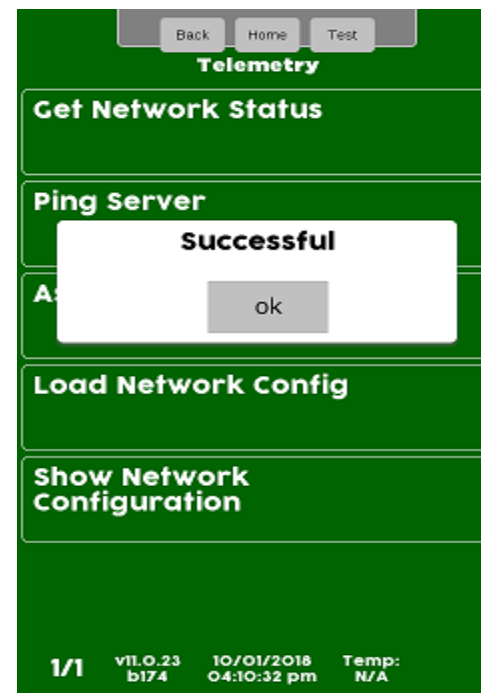 Back Home Test
Telemetry
Get Network Status
Ping Server
Successful
ok
Load Network Config
Show Network
Configuration
1/1 v11.0.23 10/01/2018 Temp:
b174 04:10:32 pm N/A